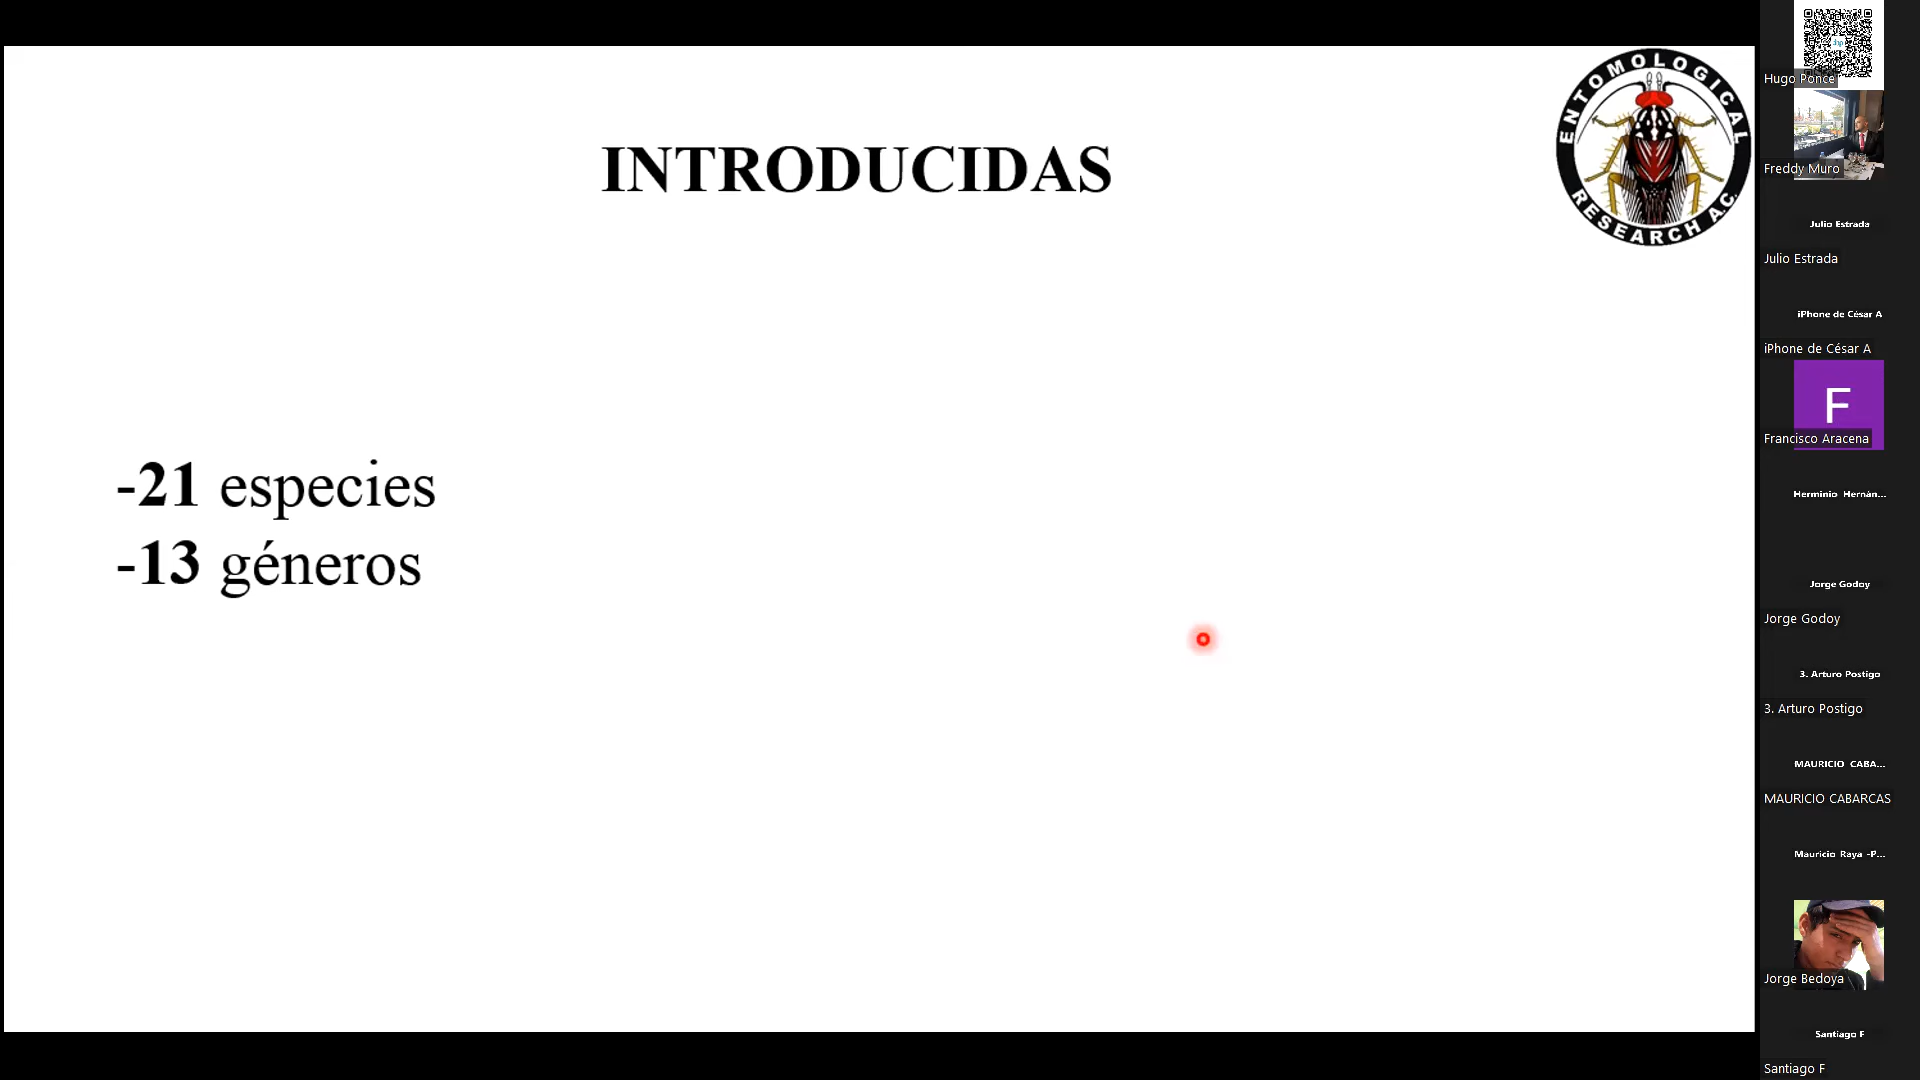 INTRODUCIDAS
ENTOMOLOGICAL
RESEARCH A.C.
-21 especies
-13 géneros
Hugo Ponce
Freddy Muro
Julio Estrada
Julio Estrada
iPhone de César A
iPhone de César A
F
Francisco Aracena
Herminio Hernán...
Jorge Godoy
Jorge Godoy
3. Arturo Postigo
3. Arturo Postigo
MAURICIO CABA...
MAURICIO CABARCAS
Mauricio Raya -P...
Jorge Bedoya
Santiago F
Santiago F